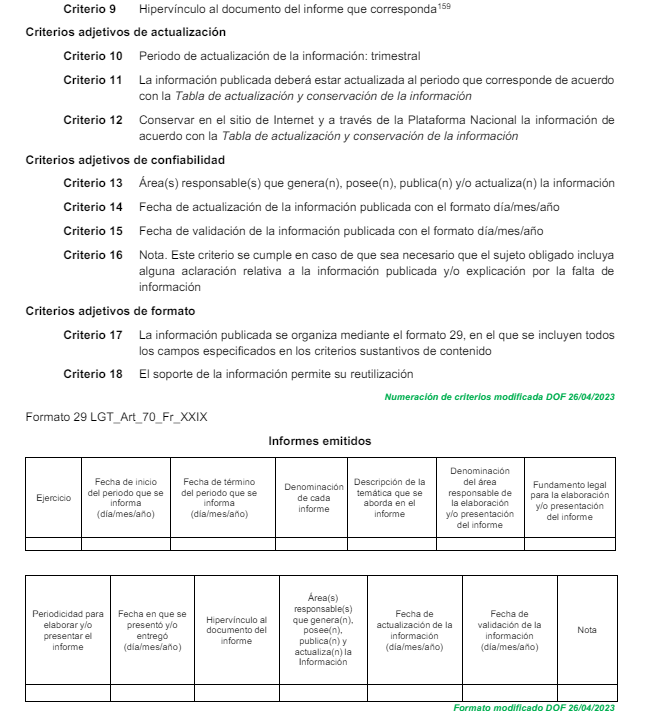 Criterio 9 Hipervínculo al documento del informe que corresponda159
Criterios adjetivos de actualización
Criterio 10 Periodo de actualización de la información: trimestral
Criterio 11 La información publicada deberá estar actualizada al periodo que corresponde de acuerdo
con la Tabla de actualización y conservación de la información
Criterio 12 Conservar en el sitio de Internet y a través de la Plataforma Nacional la información de
acuerdo con la Tabla de actualización y conservación de la información
Criterios adjetivos de confiabilidad
Criterio 13 Área(s) responsable(s) que genera(n), posee(n), publica(n) y/o actualiza(n) la información
Criterio 14 Fecha de actualización de la información publicada con el formato día/mes/año
Criterio 15 Fecha de validación de la información publicada con el formato día/mes/año
Criterio 16 Nota. Este criterio se cumple en caso de que sea necesario que el sujeto obligado incluya
alguna aclaración relativa a la información publicada y/o explicación por la falta de
información
Criterios adjetivos de formato
Criterio 17 La información publicada se organiza mediante el formato 29, en el que se incluyen todos
los campos especificados en los criterios sustantivos de contenido
Criterio 18 El soporte de la información permite su reutilización
Numeración de criterios modificada DOF 26/04/2023
Formato 29 LGT_Art_70_Fr_XXIX
Informes emitidos
Ejercicio
Fecha de inicio
del periodo que se
informa
(día/mes/año)
Fecha de término
del periodo que se
informa
(día/mes/año)
Denominación
de cada
informe
Descripción de la
temática que se
aborda en el
informe
Denominación
del área
responsable de
la elaboración
y/o presentación
del informe
Fundamento legal
para la elaboración
y/o presentación
del informe
Periodicidad para
elaborar y/o
presentar el
informe
Fecha en que se
presentó y/o
entregó
(día/mes/año)
Hipervínculo al
documento del
informe
Área(s)
responsable(s)
que genera(n),
posee(n),
publica(n) y
actualiza(n) la
Información
Fecha de
actualización de la
información
(día/mes/año)
Fecha de
validación de la
información
(día/mes/año)
Nota
Formato modificado DOF 26/04/2023